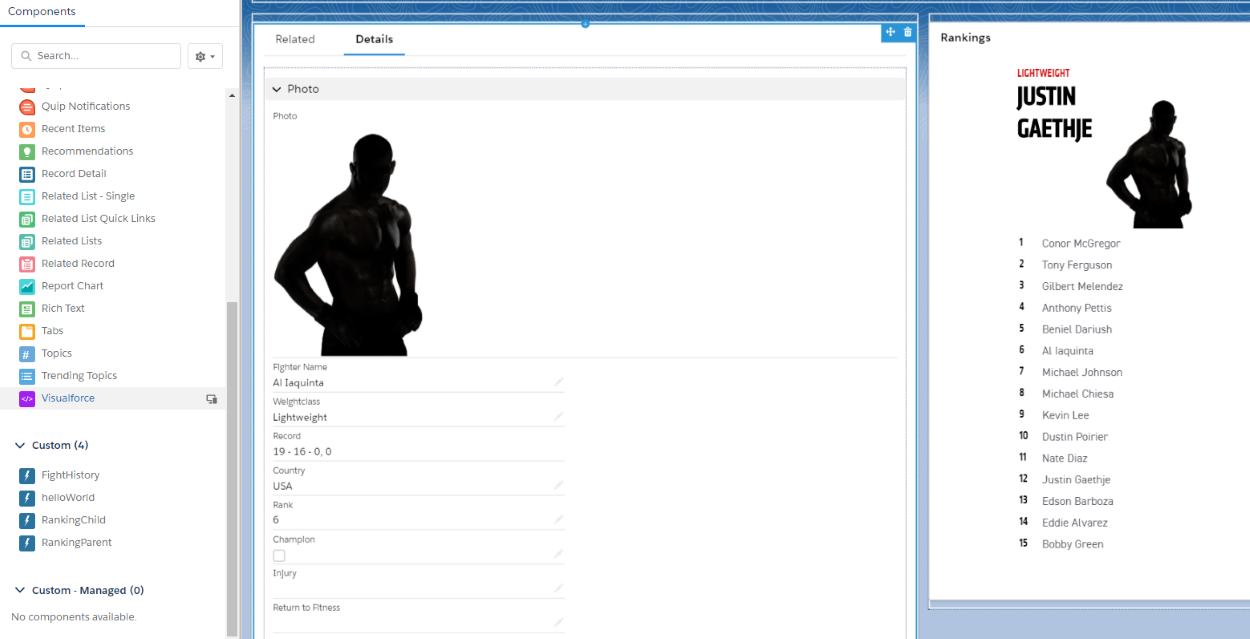 Components
Search...
Quip Notifications
Recent Items
Recommendations
Record Detail
Related List - Single
Related List Quick Links
Related Lists
Related Record
Report Chart
Rich Text
Tabs
Topics
Trending Topics
Visualforce
Custom (4)
FightHistory
helloWorld
RankingChild
RankingParent
Custom - Managed (0)
No components available.
Related
Details
Photo
Photo
Fighter Name
Al Iaquinta
Weightclass
Lightweight
Record
19 - 16 - 0, 0
Country
USA
Rank
6
Champion
Injury
Return to Fitness
Rankings
LIGHTWEIGHT
JUSTIN
GAETHJE
1 Conor McGregor
2 Tony Ferguson
3 Gilbert Melendez
4 Anthony Pettis
5 Beniel Dariush
6 Al Iaquinta
7 Michael Johnson
8 Michael Chiesa
9 Kevin Lee
10 Dustin Poirier
11 Nate Diaz
12 Justin Gaethje
13 Edson Barboza
14 Eddie Alvarez
15 Bobby Green